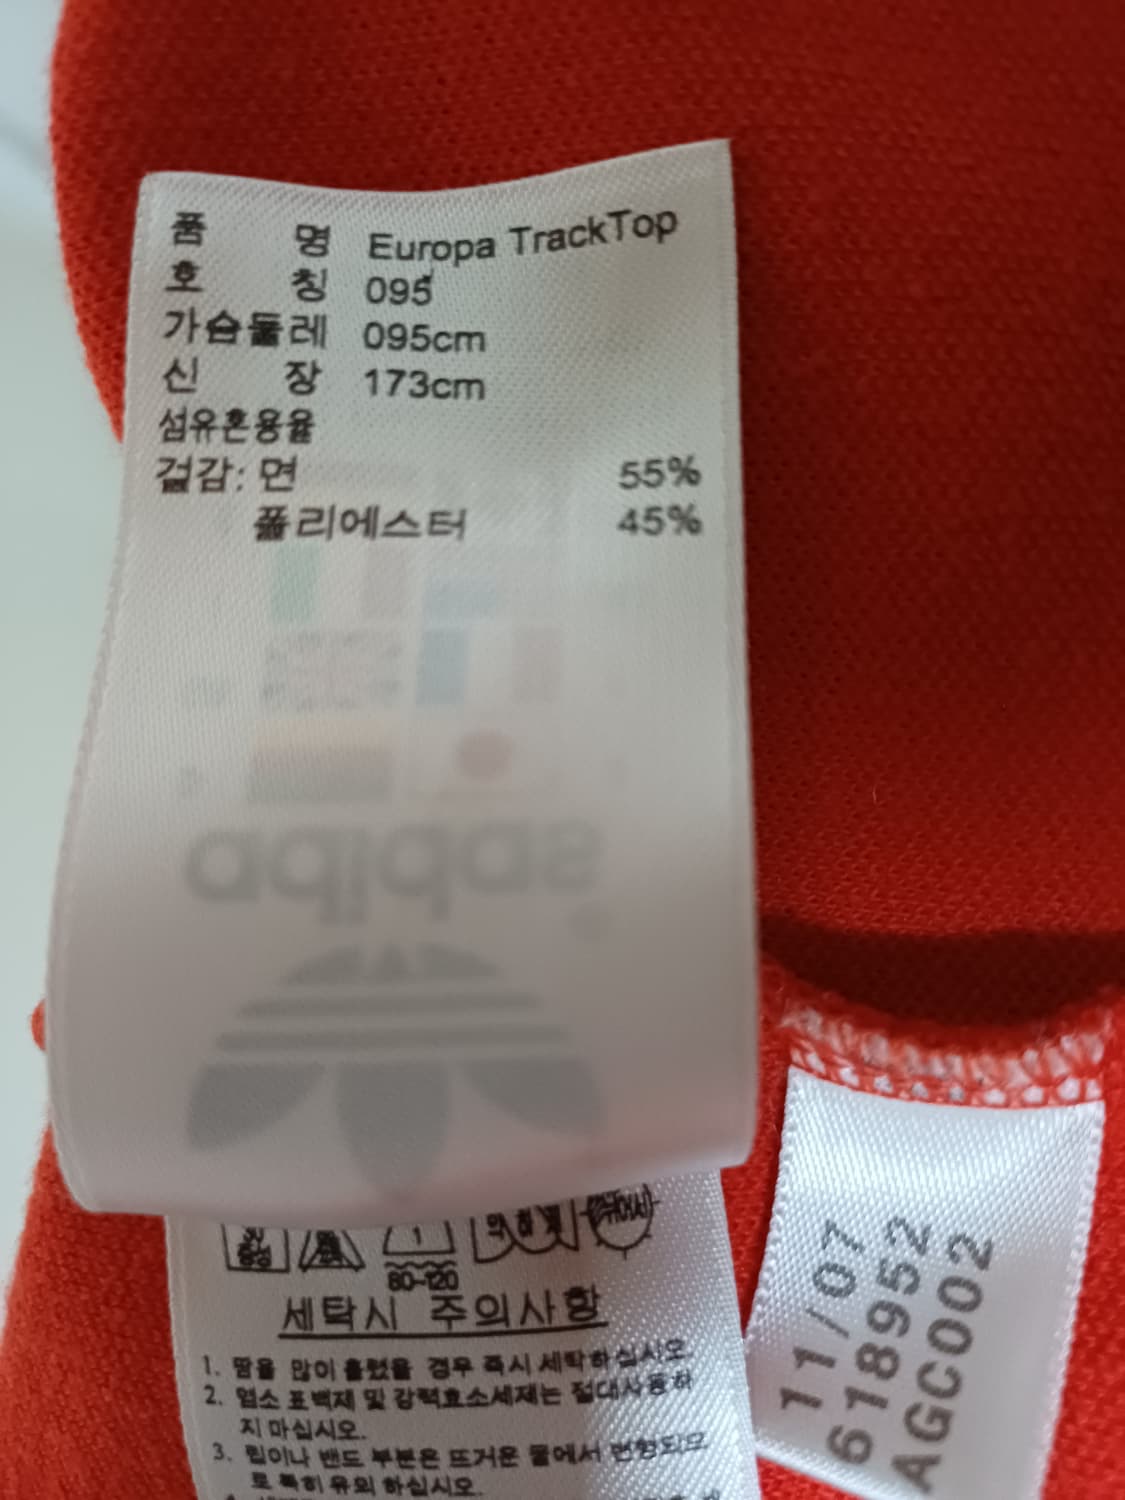 품 명 Europa TrackTop
호 칭 095
가슴둘레 095cm
신 장 173cm
섬유혼용율
겉감: 면 55%
폴리에스터 45%
adidas
80-120
세탁시 주의사항
1. 땀을 많이 흘렸을 경우 즉시 세탁하십시오.
2. 염소 표백제 및 강력효소세제는 절대사용하
지 마십시오.
3. 립이나 밴드 부분은 뜨거운 물에서 변형되므
로 특히 유의 하십시오.
11/07
618952
AGC002